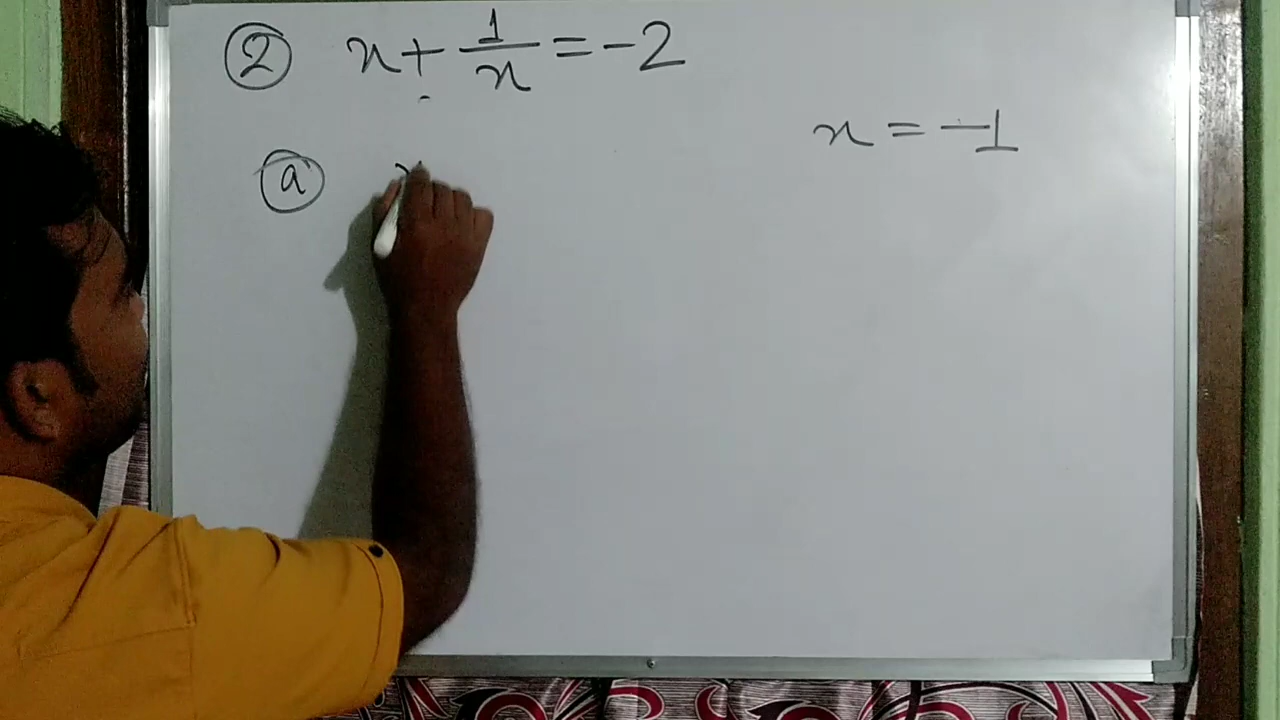 ② x + 1/x = -2
x = -1
ⓐ